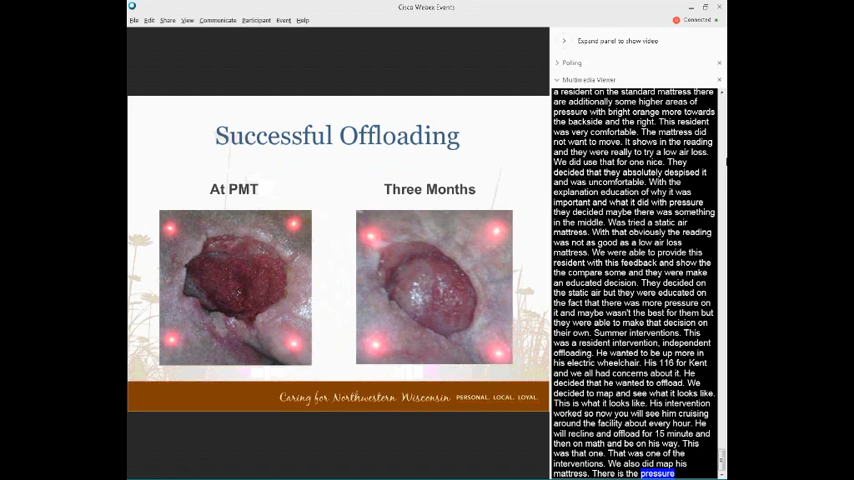 Cisco Webex Events
File Edit Share View Communicate Participant Event Help
Connected
Expand panel to show video
Polling
Multimedia Viewer
Successful Offloading
At PMT
Three Months
Caring for Northwestern Wisconsin PERSONAL. LOCAL. LOYAL.
a resident on the standard mattress there
are additionally some higher areas of
pressure with bright orange more towards
the backside and the right. This resident
was very comfortable. The mattress did
not want to move. It shows in the reading
and they were really to try a low air loss.
We did use that for one nice. They
decided that they absolutely despised it
and was uncomfortable. With the
explanation education of why it was
important and what it did with pressure
they decided maybe there was something
in the middle. Was tried a static air
mattress. With that obviously the reading
was not as good as a low air loss
mattress. We were able to provide this
resident with this feedback and show the
the compare some and they were make
an educated decision. They decided on
the static air but they were educated on
the fact that there was more pressure on
it and maybe wasn't the best for them but
they were able to make that decision on
their own. Summer interventions. This
was a resident intervention, independent
offloading. He wanted to be up more in
his electric wheelchair. His 116 for Kent
and we all had concerns about it. He
decided that he wanted to offload. We
decided to map and see what it looks like.
This is what it looks like. His intervention
worked so now you will see him cruising
around the facility about every hour. He
will recline and offload for 15 minute and
then on math and be on his way. This
was that one. That was one of the
interventions. We also did map his
mattress. There is the pressure